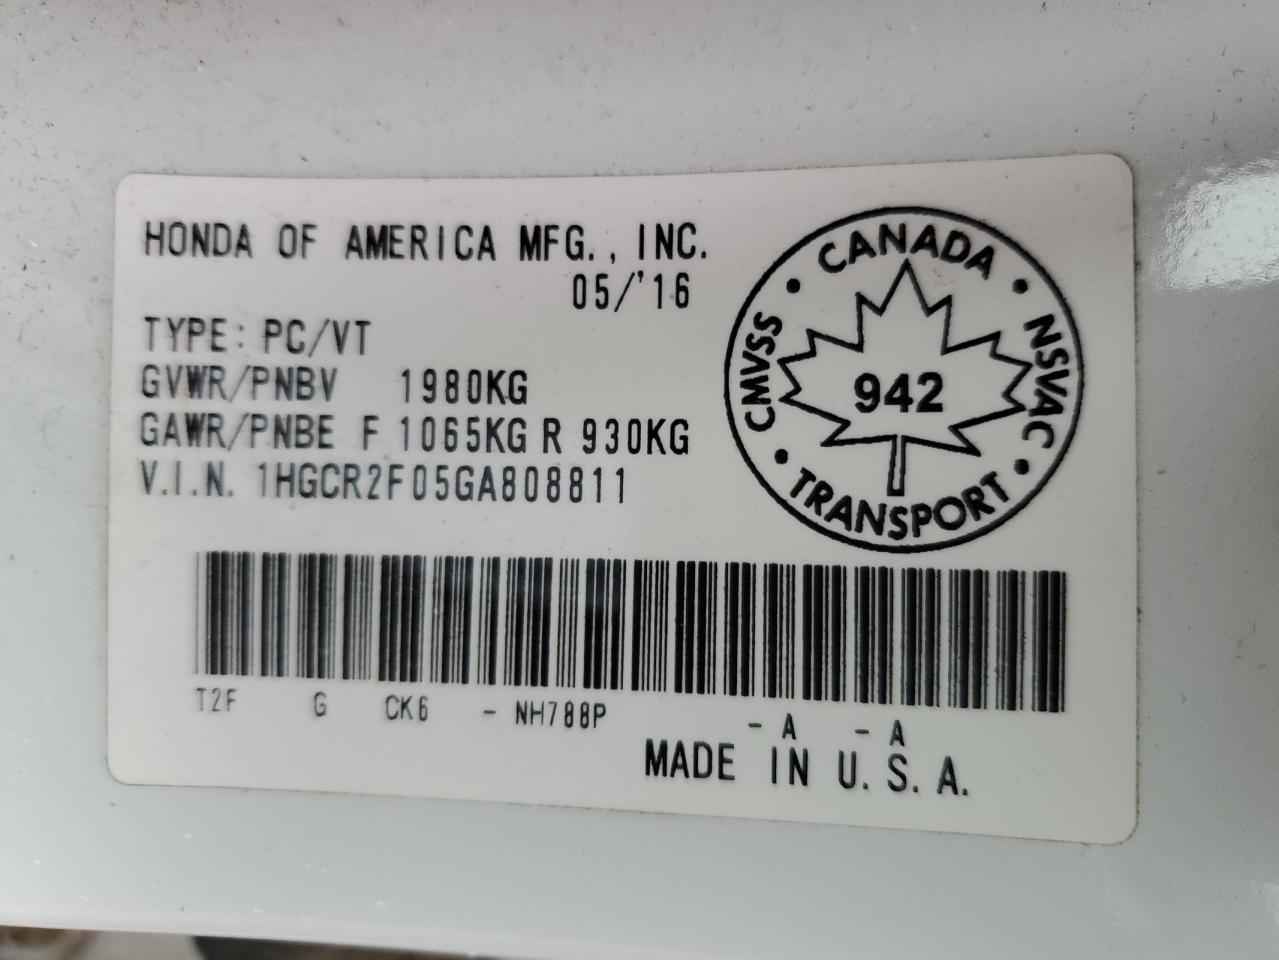 HONDA OF AMERICA MFG., INC.
05/'16
TYPE: PC/VT
GVWR/PNBV 1980KG
GAWR/PNBE F 1065KG R 930KG
V.I.N. 1HGCR2F05GA808811
CANADA
CMVSS
NSVAC
942
TRANSPORT
T2F G CK6 - NH788P - A - A
MADE IN U.S.A.